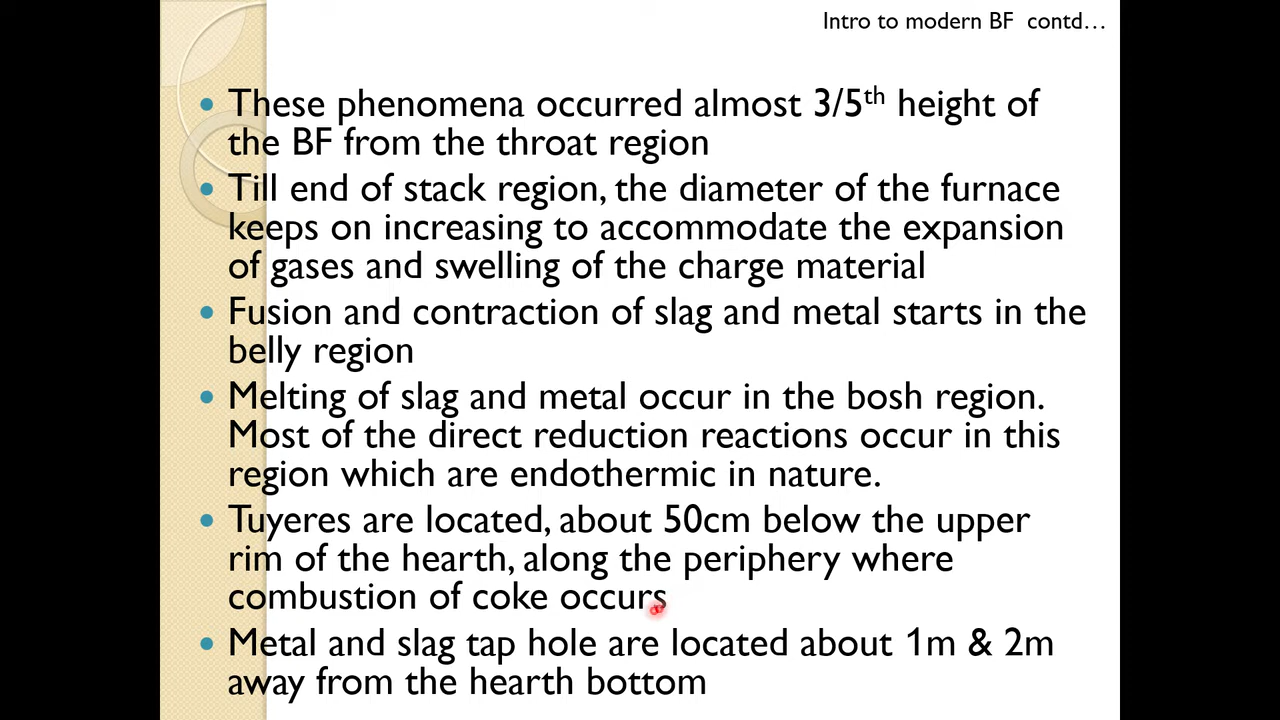 Intro to modern BF contd...
• These phenomena occurred almost 3/5th height of
the BF from the throat region
• Till end of stack region, the diameter of the furnace
keeps on increasing to accommodate the expansion
of gases and swelling of the charge material
• Fusion and contraction of slag and metal starts in the
belly region
• Melting of slag and metal occur in the bosh region.
Most of the direct reduction reactions occur in this
region which are endothermic in nature.
• Tuyeres are located, about 50cm below the upper
rim of the hearth, along the periphery where
combustion of coke occurs
• Metal and slag tap hole are located about 1m & 2m
away from the hearth bottom